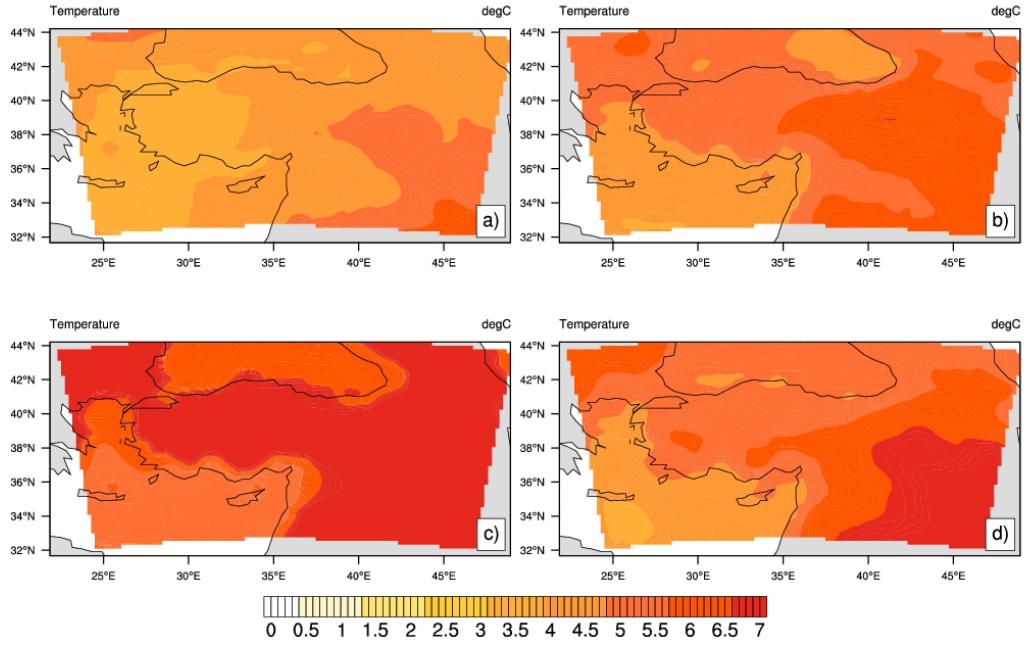 Temperature degC Temperature degC
44°N 44°N
42°N 42°N
40°N 40°N
38°N 38°N
36°N 36°N
34°N 34°N
32°N a) 32°N b)
25°E 30°E 35°E 40°E 45°E 25°E 30°E 35°E 40°E 45°E
Temperature degC Temperature degC
44°N 44°N
42°N 42°N
40°N 40°N
38°N 38°N
36°N 36°N
34°N 34°N
32°N c) 32°N d)
25°E 30°E 35°E 40°E 45°E 25°E 30°E 35°E 40°E 45°E
0 0.5 1 1.5 2 2.5 3 3.5 4 4.5 5 5.5 6 6.5 7